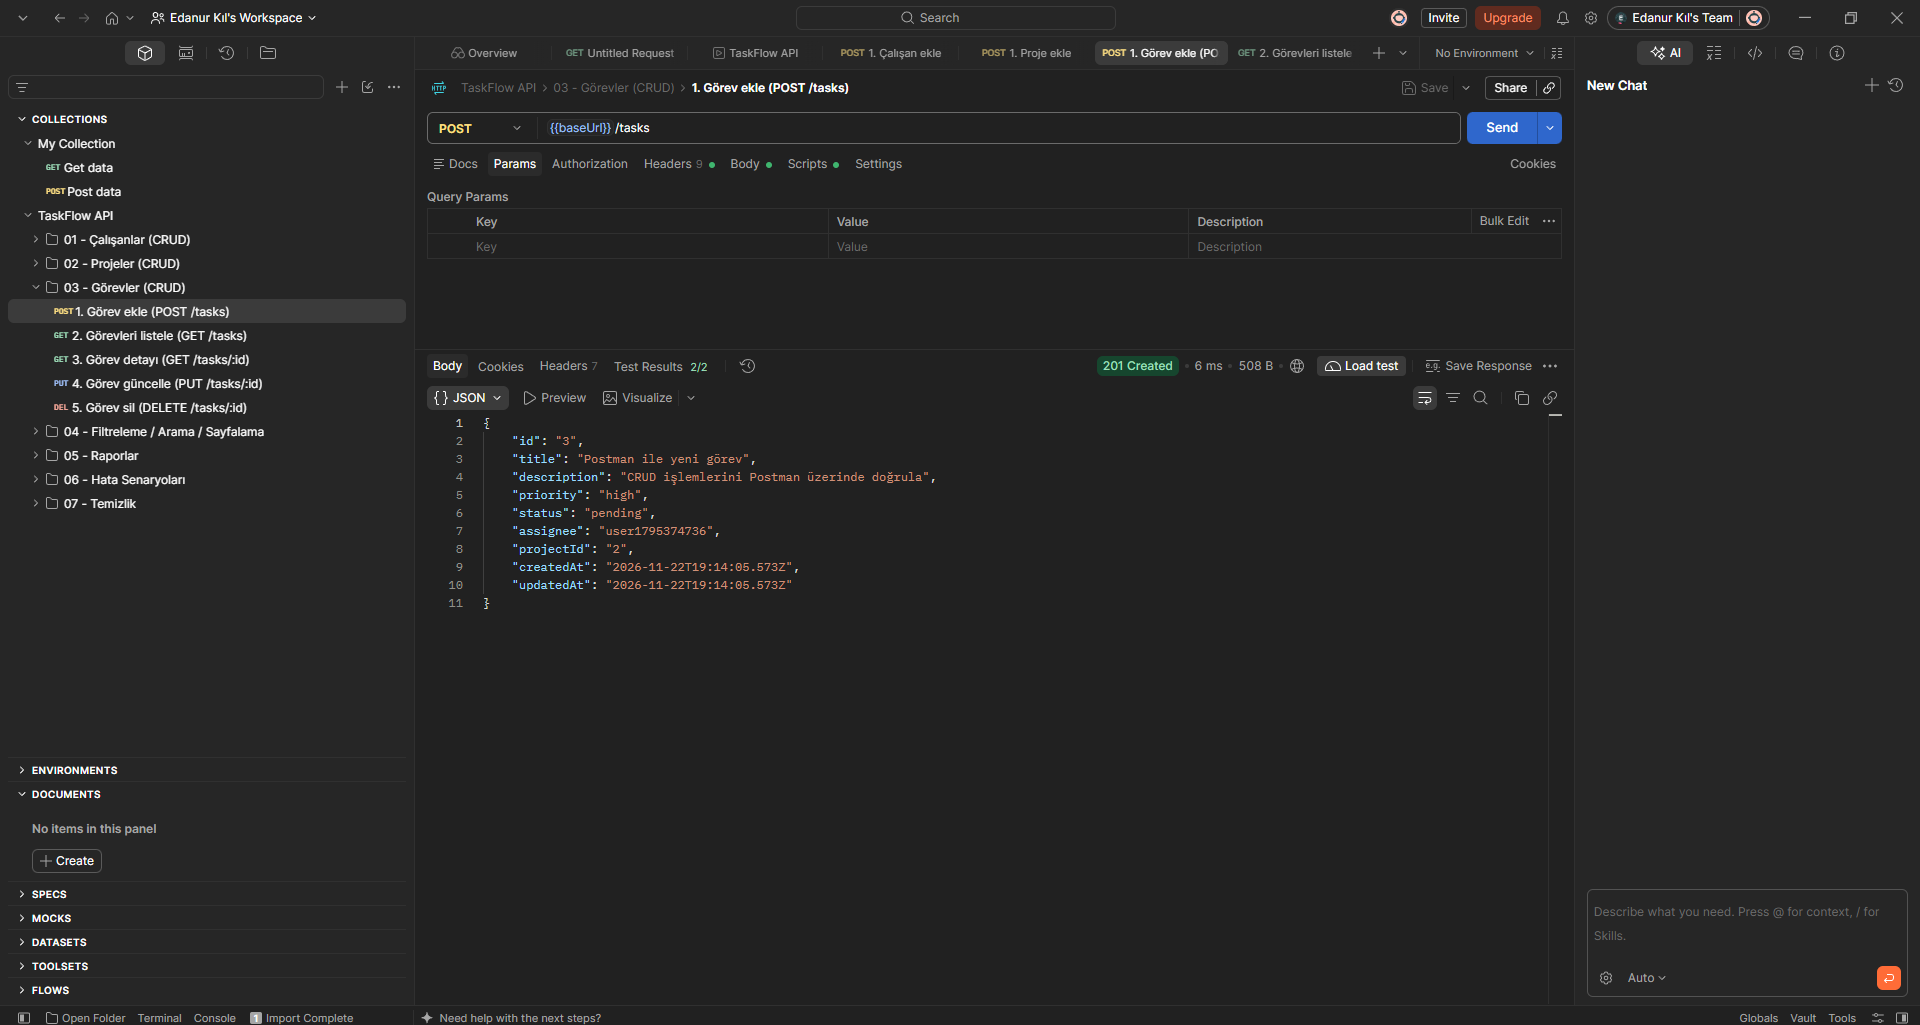 Edanur Kıl's Workspace
Search
Invite
Upgrade
Edanur Kıl's Team
Overview
GET Untitled Request
TaskFlow API
POST 1. Çalışan ekle
POST 1. Proje ekle
POST 1. Görev ekle (PO
GET 2. Görevleri listele
No Environment
AI
TaskFlow API > 03 - Görevler (CRUD) > 1. Görev ekle (POST /tasks)
Save
Share
New Chat
POST
{{baseUrl}} /tasks
Send
Docs
Params
Authorization
Headers 9
Body
Scripts
Settings
Cookies
Query Params
Key Value Description Bulk Edit
Key Value Description
COLLECTIONS
My Collection
GET Get data
POST Post data
TaskFlow API
01 - Çalışanlar (CRUD)
02 - Projeler (CRUD)
03 - Görevler (CRUD)
POST 1. Görev ekle (POST /tasks)
GET 2. Görevleri listele (GET /tasks)
GET 3. Görev detayı (GET /tasks/:id)
PUT 4. Görev güncelle (PUT /tasks/:id)
DEL 5. Görev sil (DELETE /tasks/:id)
04 - Filtreleme / Arama / Sayfalama
05 - Raporlar
06 - Hata Senaryoları
07 - Temizlik
ENVIRONMENTS
DOCUMENTS
No items in this panel
Create
SPECS
MOCKS
DATASETS
TOOLSETS
FLOWS
Body
Cookies
Headers 7
Test Results 2/2
201 Created
6 ms
508 B
Load test
e.g. Save Response
{} JSON
Preview
Visualize
1 {
2 "id": "3",
3 "title": "Postman ile yeni görev",
4 "description": "CRUD işlemlerini Postman üzerinde doğrula",
5 "priority": "high",
6 "status": "pending",
7 "assignee": "user1795374736",
8 "projectId": "2",
9 "createdAt": "2026-11-22T19:14:05.573Z",
10 "updatedAt": "2026-11-22T19:14:05.573Z"
11 }
Describe what you need. Press @ for context, / for
Skills.
Auto
Open Folder
Terminal
Console
1 Import Complete
Need help with the next steps?
Globals
Vault
Tools